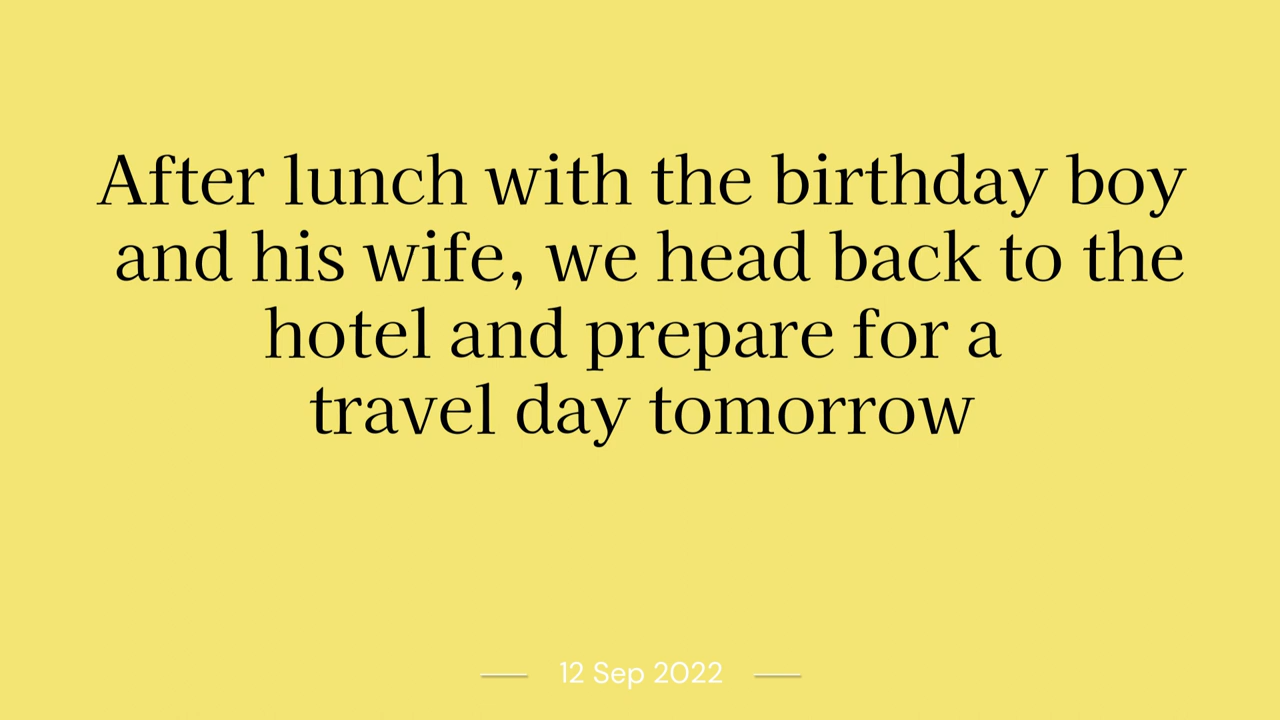 After lunch with the birthday boy
and his wife, we head back to the
hotel and prepare for a
travel day tomorrow
12 Sep 2022